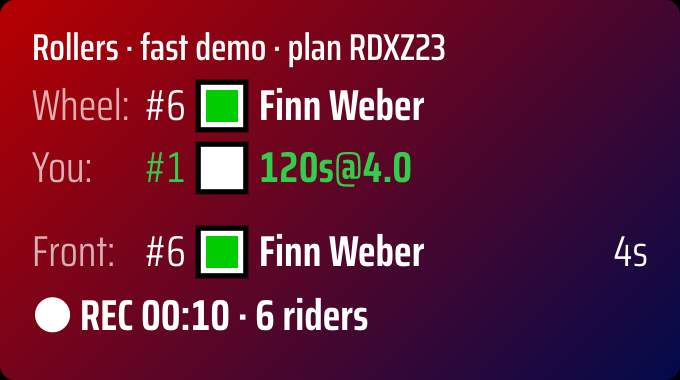 Rollers · fast demo · plan RDXZ23
Wheel: #6 Finn Weber
You: #1 120s@4.0
Front: #6 Finn Weber 4s
REC 00:10 · 6 riders